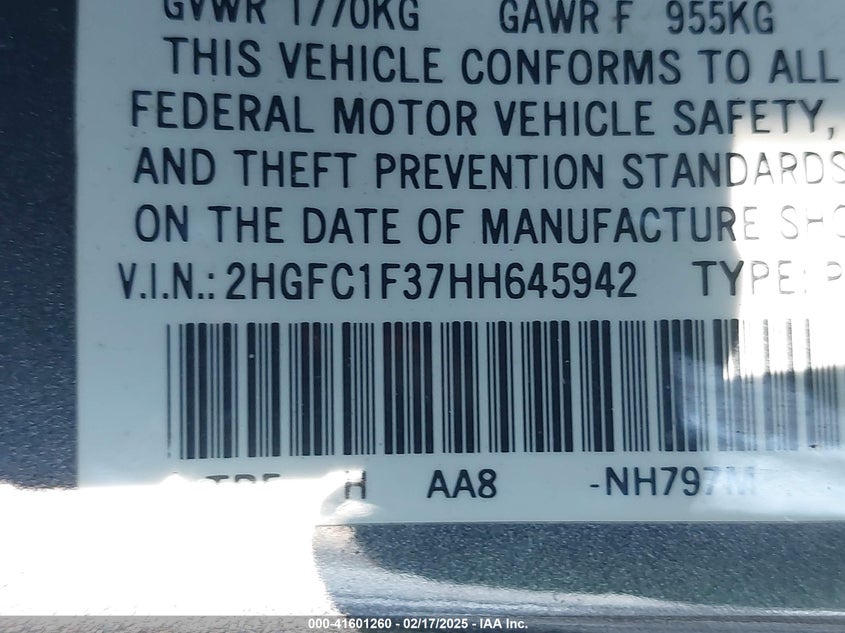 GVWR 1770KG GAWR F 955KG
THIS VEHICLE CONFORMS TO ALL
FEDERAL MOTOR VEHICLE SAFETY,
AND THEFT PREVENTION STANDARDS
ON THE DATE OF MANUFACTURE SHO
V.I.N.: 2HGFC1F37HH645942 TYPE: P
H AA8 -NH797M
000-41601260 - 02/17/2025 - IAA Inc.